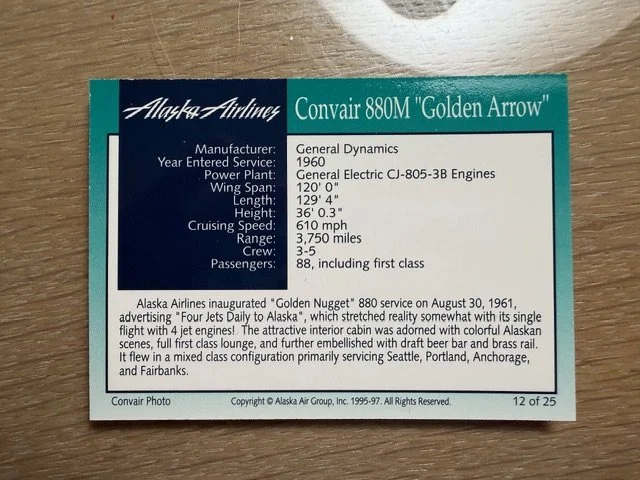 Alaska Airlines
Convair 880M "Golden Arrow"
Manufacturer: General Dynamics
Year Entered Service: 1960
Power Plant: General Electric CJ-805-3B Engines
Wing Span: 120' 0"
Length: 129' 4"
Height: 36' 0.3"
Cruising Speed: 610 mph
Range: 3,750 miles
Crew: 3-5
Passengers: 88, including first class
Alaska Airlines inaugurated "Golden Nugget" 880 service on August 30, 1961,
advertising "Four Jets Daily to Alaska", which stretched reality somewhat with its single
flight with 4 jet engines! The attractive interior cabin was adorned with colorful Alaskan
scenes, full first class lounge, and further embellished with draft beer bar and brass rail.
It flew in a mixed class configuration primarily servicing Seattle, Portland, Anchorage,
and Fairbanks.
Convair Photo
Copyright © Alaska Air Group, Inc. 1995-97. All Rights Reserved.
12 of 25